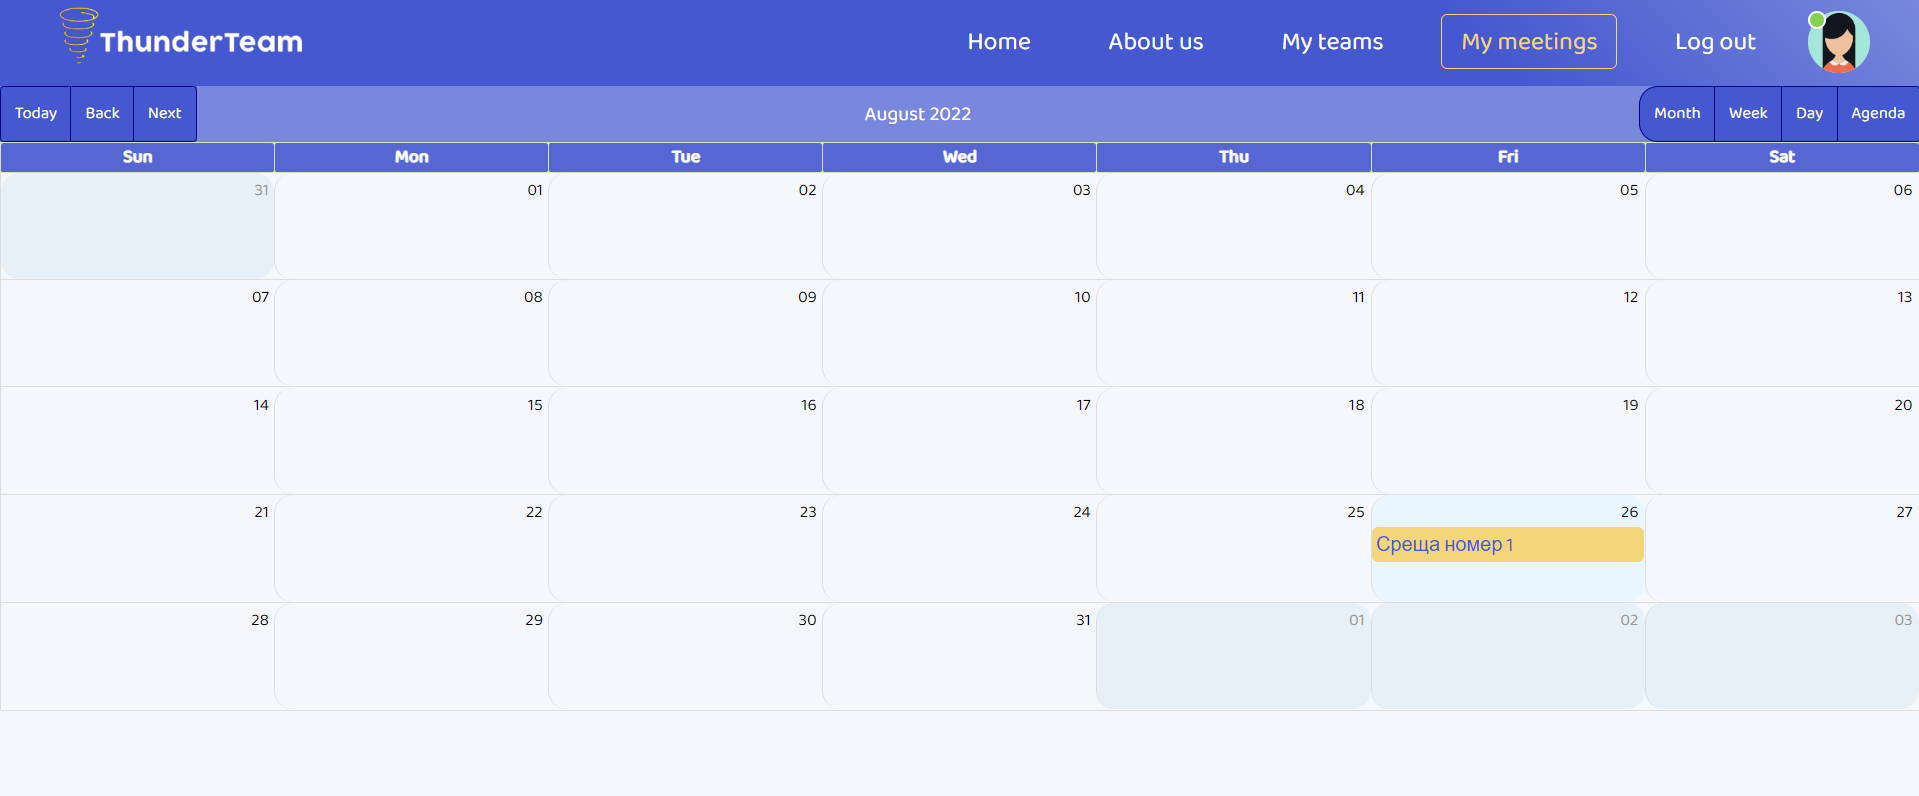 ThunderTeam Home About us My teams My meetings Log out
Today Back Next August 2022 Month Week Day Agenda
Sun Mon Tue Wed Thu Fri Sat
31 01 02 03 04 05 06
07 08 09 10 11 12 13
14 15 16 17 18 19 20
21 22 23 24 25 26 27
Среща номер 1
28 29 30 31 01 02 03